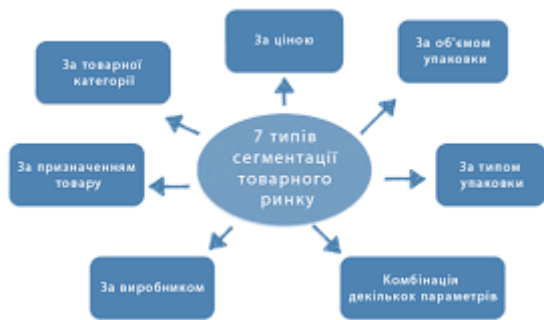 За ціною
За об'ємом
упаковки
За товарної
категорії
7 типів
сегментації
товарного
ринку
За призначенням
товару
За типом
упаковки
За виробником
Комбінація
декількох параметрів